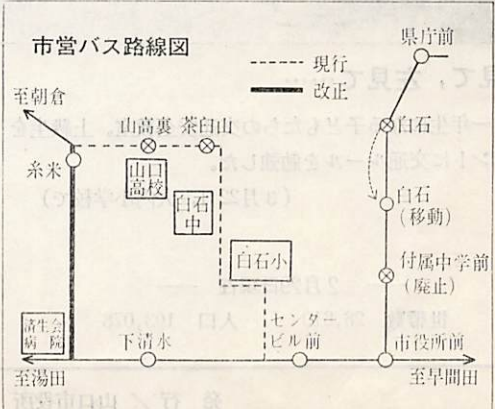 市営バス路線図
現行
改正
県庁前
至朝倉
山高裏
茶臼山
白石
糸米
山口
高校
白石
中
白石
(移動)
白石小
付属中学前
(廃止)
済生会
病院
下清水
センター
ビル前
市役所前
至湯田
至早間田